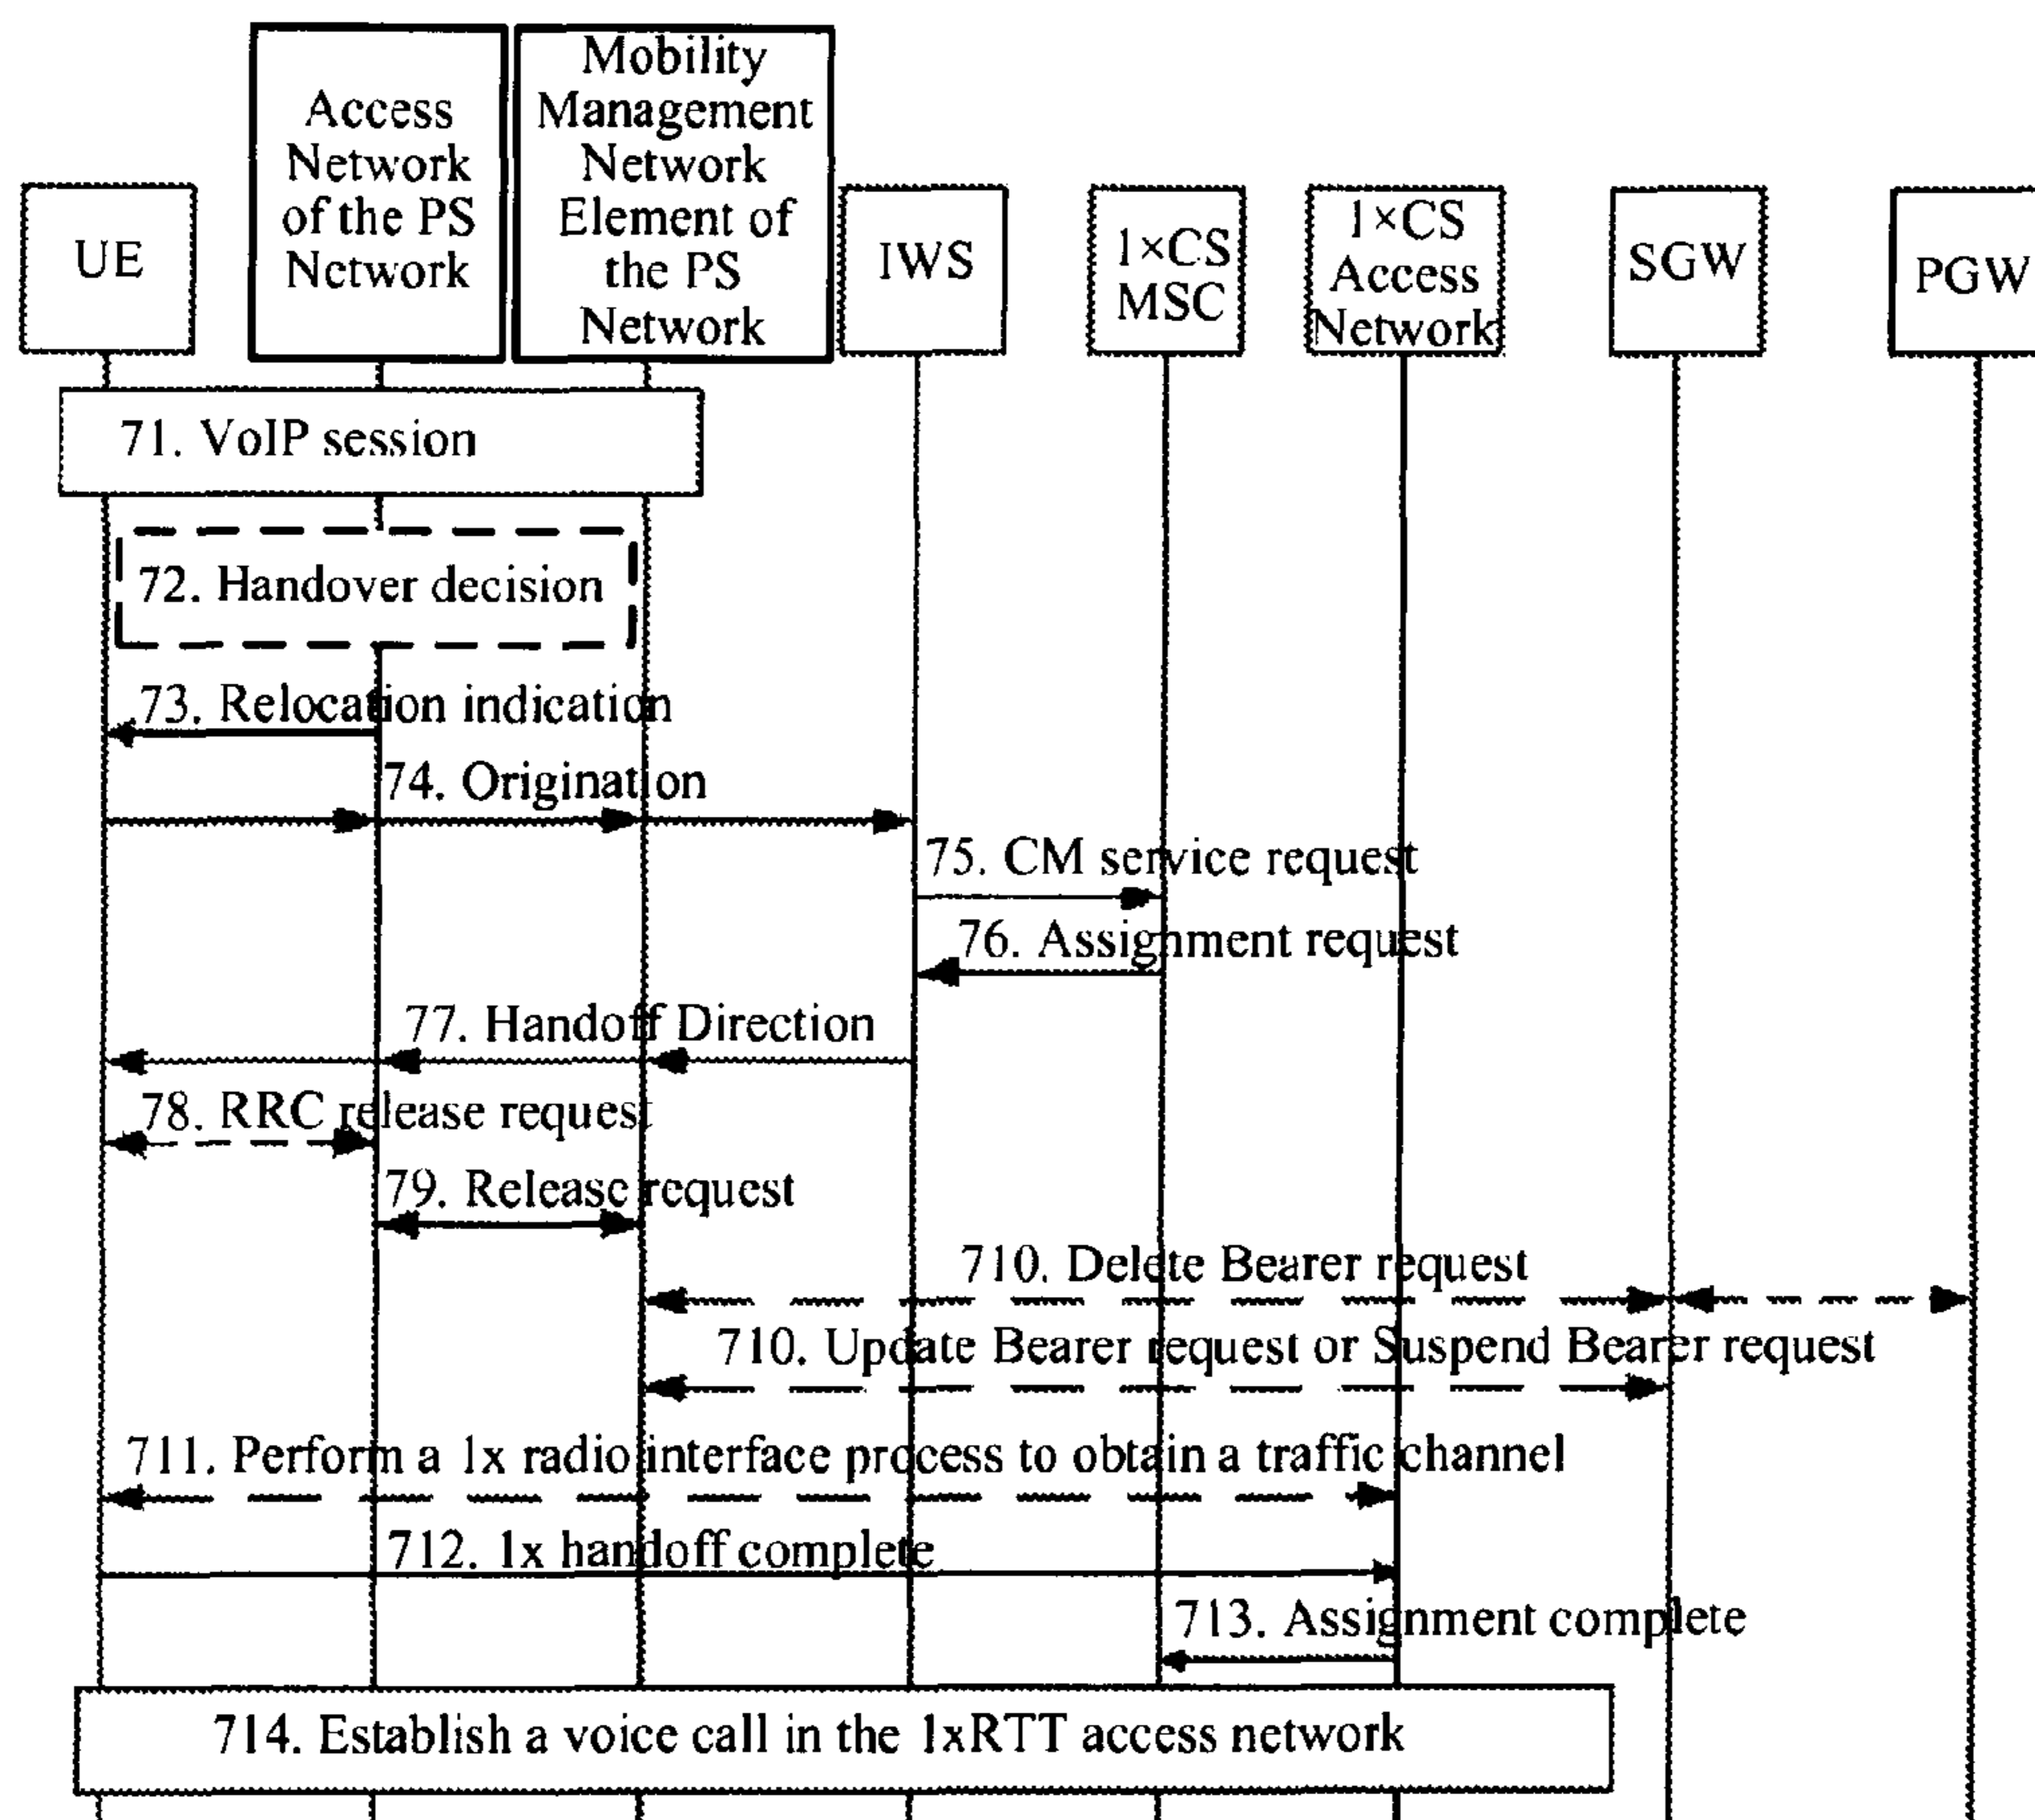 UE
Access
Network
of the PS
Network
Mobility
Management
Network
Element of
the PS
Network
IWS
1×CS
MSC
1×CS
Access
Network
SGW
PGW
71. VoIP session
72. Handover decision
73. Relocation indication
74. Origination
75. CM service request
76. Assignment request
77. Handoff Direction
78. RRC release request
79. Release request
710. Delete Bearer request
710. Update Bearer request or Suspend Bearer request
711. Perform a 1x radio interface process to obtain a traffic channel
712. 1x handoff complete
713. Assignment complete
714. Establish a voice call in the 1xRTT access network